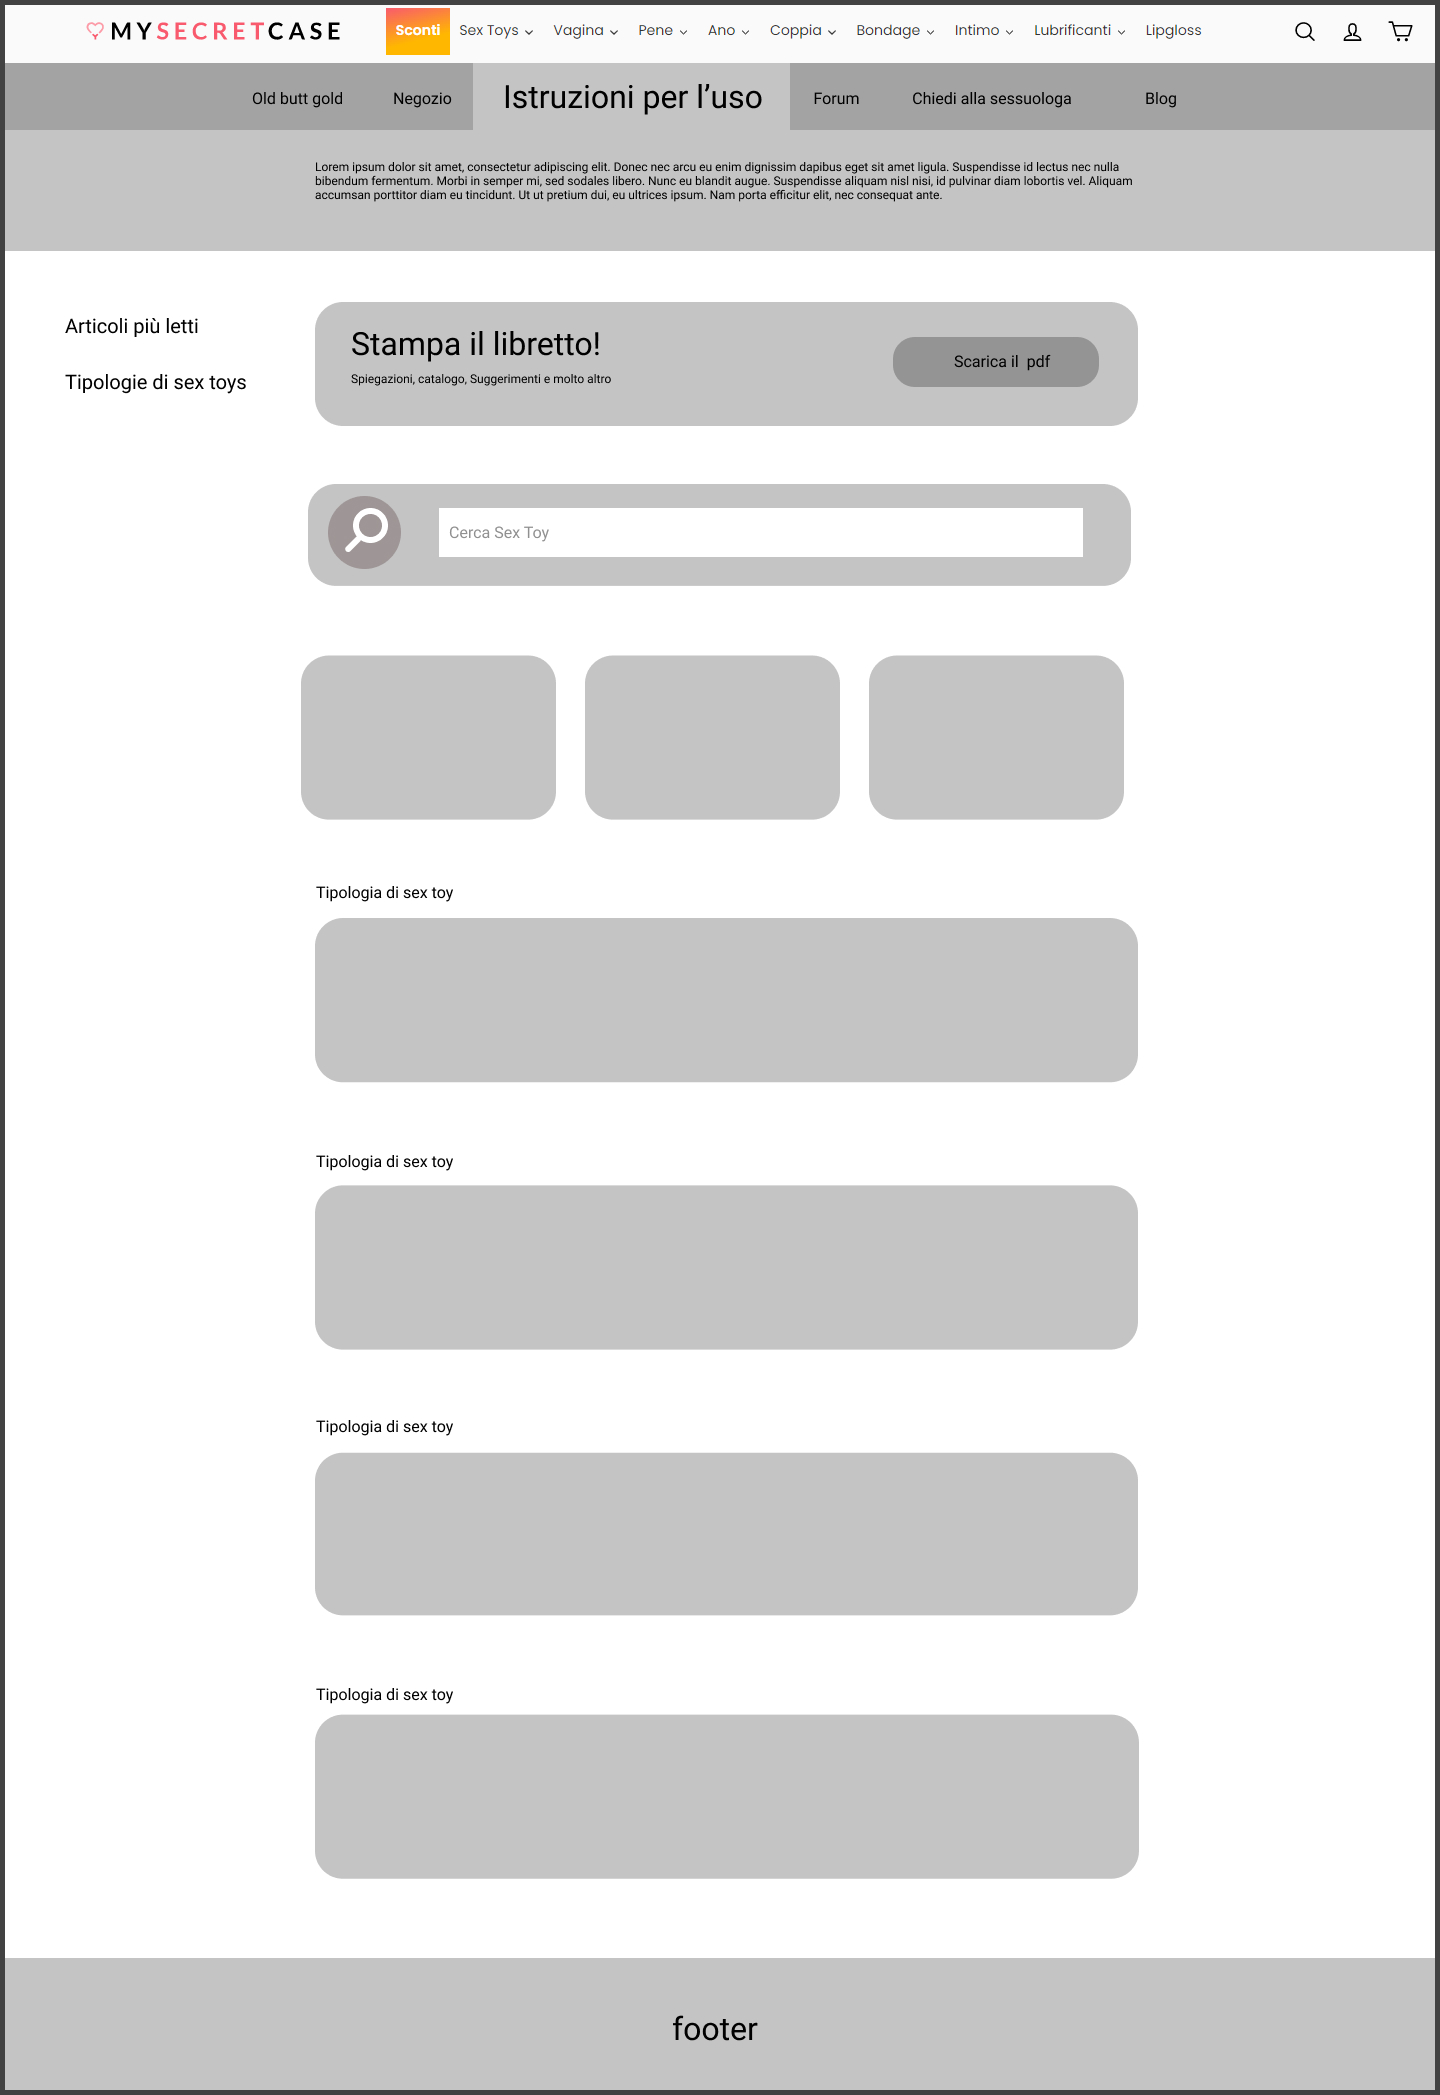 MYSECRETCASE
Sconti Sex Toys Vagina Pene Ano Coppia Bondage Intimo Lubrificanti Lipgloss
Old butt gold Negozio Istruzioni per l’uso Forum Chiedi alla sessuologa Blog
Lorem ipsum dolor sit amet, consectetur adipiscing elit. Donec nec arcu eu enim dignissim dapibus eget sit amet ligula. Suspendisse id lectus nec nulla
bibendum fermentum. Morbi in semper mi, sed sodales libero. Nunc eu blandit augue. Suspendisse aliquam nisl nisi, id pulvinar diam lobortis vel. Aliquam
accumsan porttitor diam eu tincidunt. Ut ut pretium dui, eu ultrices ipsum. Nam porta efficitur elit, nec consequat ante.
Articoli più letti
Tipologie di sex toys
Stampa il libretto!
Spiegazioni, catalogo, Suggerimenti e molto altro
Scarica il pdf
Cerca Sex Toy
Tipologia di sex toy
Tipologia di sex toy
Tipologia di sex toy
Tipologia di sex toy
footer